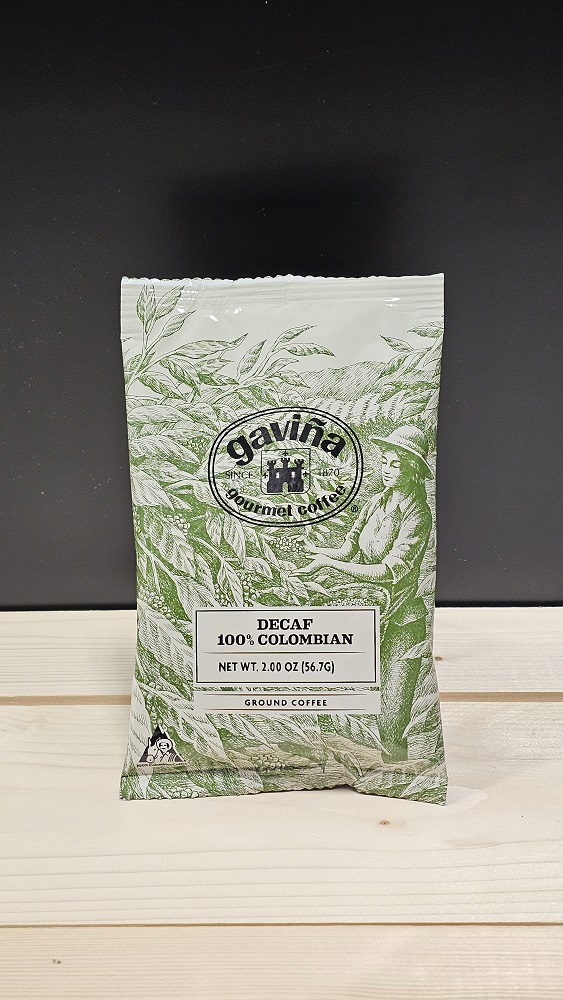 gaviña
SINCE 1870
gourmet coffee
®
DECAF
100% COLOMBIAN
NET WT. 2.00 OZ (56.7G)
GROUND COFFEE